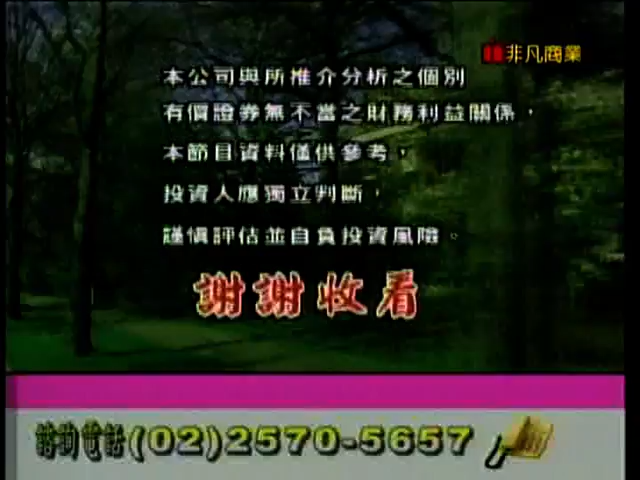 非凡商業
本公司與所推介分析之個別
有價證券無不當之財務利益關係，
本節目資料僅供參考，
投資人應獨立判斷，
謹慎評估並自負投資風險。
謝謝收看
諮詢電話(02)2570-5657